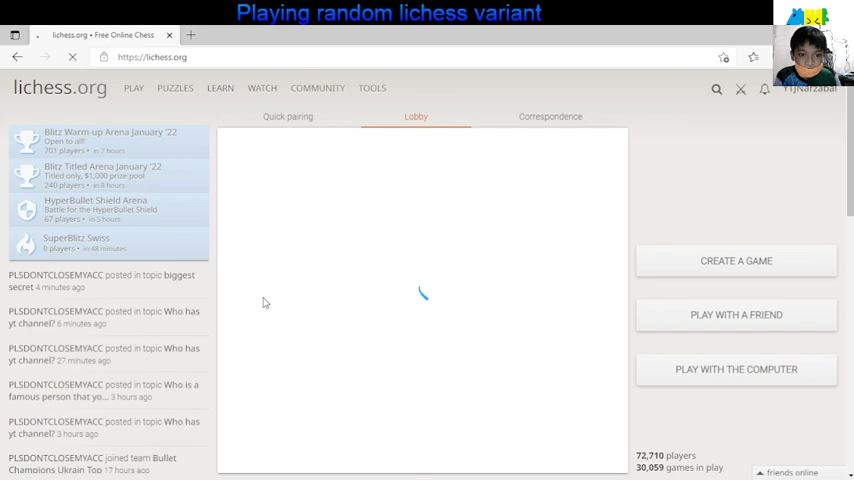 Playing random lichess variant
lichess.org • Free Online Chess
https://lichess.org
lichess.org PLAY PUZZLES LEARN WATCH COMMUNITY TOOLS YTJNarzabal
Quick pairing Lobby Correspondence
Blitz Warm-up Arena January '22
Open to all!
701 players • in 7 hours
Blitz Titled Arena January '22
Titled only, $1,000 prize pool
240 players • in 8 hours
HyperBullet Shield Arena
Battle for the HyperBullet Shield
67 players • in 5 hours
SuperBlitz Swiss
0 players • in 48 minutes
PLSDONTCLOSEMYACC posted in topic biggest
secret 4 minutes ago
PLSDONTCLOSEMYACC posted in topic Who has
yt channel? 6 minutes ago
PLSDONTCLOSEMYACC posted in topic Who has
yt channel? 27 minutes ago
PLSDONTCLOSEMYACC posted in topic Who is a
famous person that yo... 3 hours ago
PLSDONTCLOSEMYACC posted in topic Who has
yt channel? 3 hours ago
PLSDONTCLOSEMYACC joined team Bullet
Champions Ukrain Top 17 hours ago
CREATE A GAME
PLAY WITH A FRIEND
PLAY WITH THE COMPUTER
72,710 players
30,059 games in play
friends online